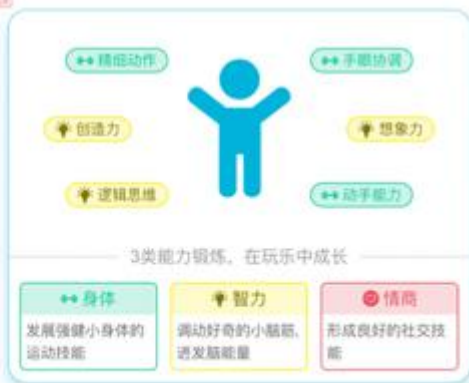 精细动作
手眼协调
创造力
想象力
逻辑思维
动手能力
3类能力锻炼，在玩乐中成长
身体
智力
情商
发展强健小身体的
运动技能
调动好奇的小脑筋，
迸发脑能量
形成良好的社交技
能